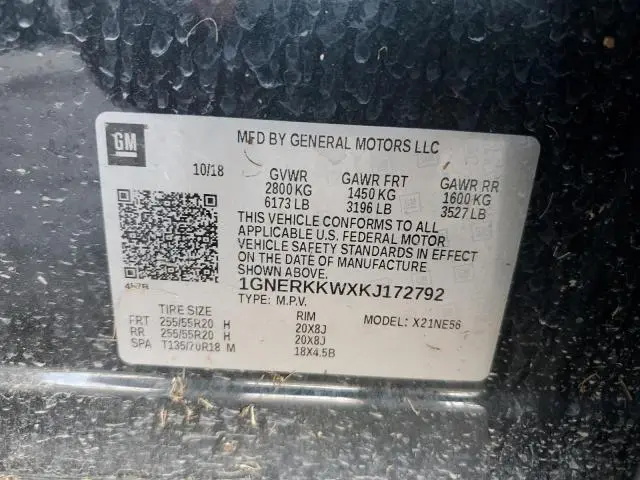 GM
MFD BY GENERAL MOTORS LLC
10/18 GVWR GAWR FRT GAWR RR
2800 KG 1450 KG 1600 KG
6173 LB 3196 LB 3527 LB
THIS VEHICLE CONFORMS TO ALL
APPLICABLE U.S. FEDERAL MOTOR
VEHICLE SAFETY STANDARDS IN EFFECT
ON THE DATE OF MANUFACTURE
SHOWN ABOVE.
1GNERKKWXKJ172792
TYPE: M.P.V.
MODEL: X21NE56
TIRE SIZE RIM
FRT 255/55R20 H 20X8J
RR 255/55R20 H 20X8J
SPA T135/70R18 M 18X4.5B